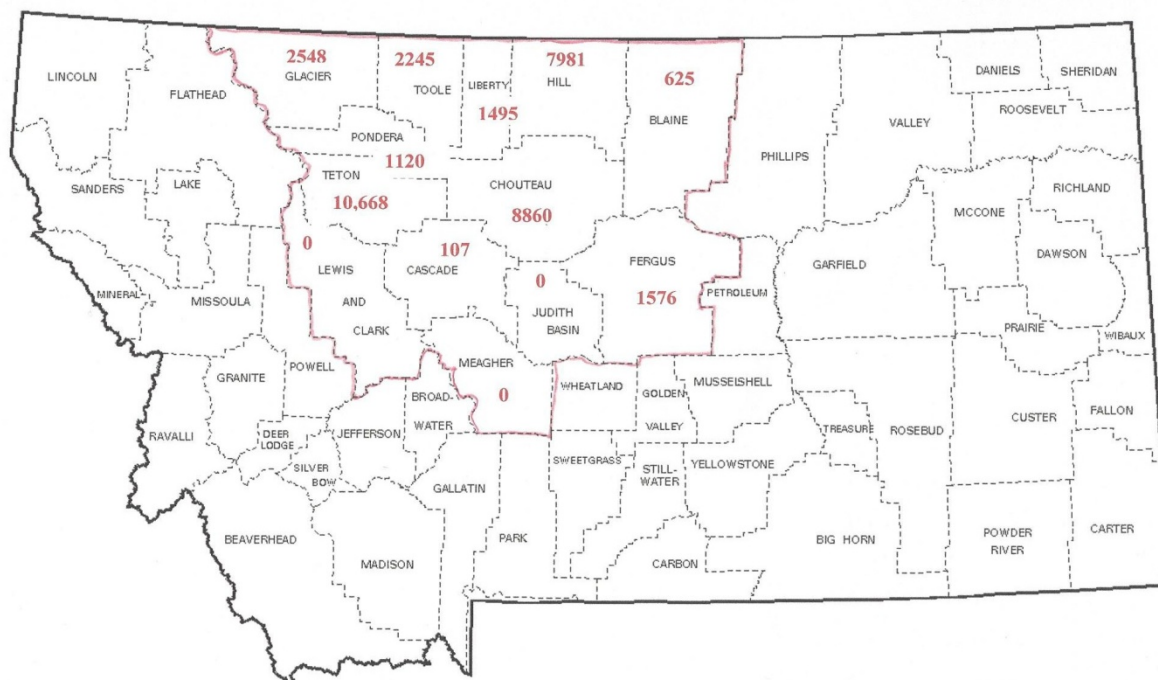 2548
GLACIER
2245
TOOLE
LIBERTY
1495
7981
HILL
625
BLAINE
LINCOLN
FLATHEAD
DANIELS
SHERIDAN
ROOSEVELT
VALLEY
PHILLIPS
PONDERA
1120
TETON
10,668
CHOUTEAU
8860
SANDERS
LAKE
RICHLAND
MCCONE
DAWSON
0
LEWIS
AND
CLARK
107
CASCADE
0
JUDITH
BASIN
FERGUS
1576
PETROLEUM
GARFIELD
MINERAL
MISSOULA
PRAIRIE
WIBAUX
POWELL
GRANITE
MEAGHER
0
WHEATLAND
GOLDEN
VALLEY
MUSSELSHELL
BROAD-
WATER
RAVALLI
DEER
LODGE
JEFFERSON
SILVER
BOW
TREASURE
ROSEBUD
CUSTER
FALLON
GALLATIN
SWEETGRASS
STILL-
WATER
YELLOWSTONE
BEAVERHEAD
MADISON
PARK
CARBON
BIG HORN
POWDER
RIVER
CARTER